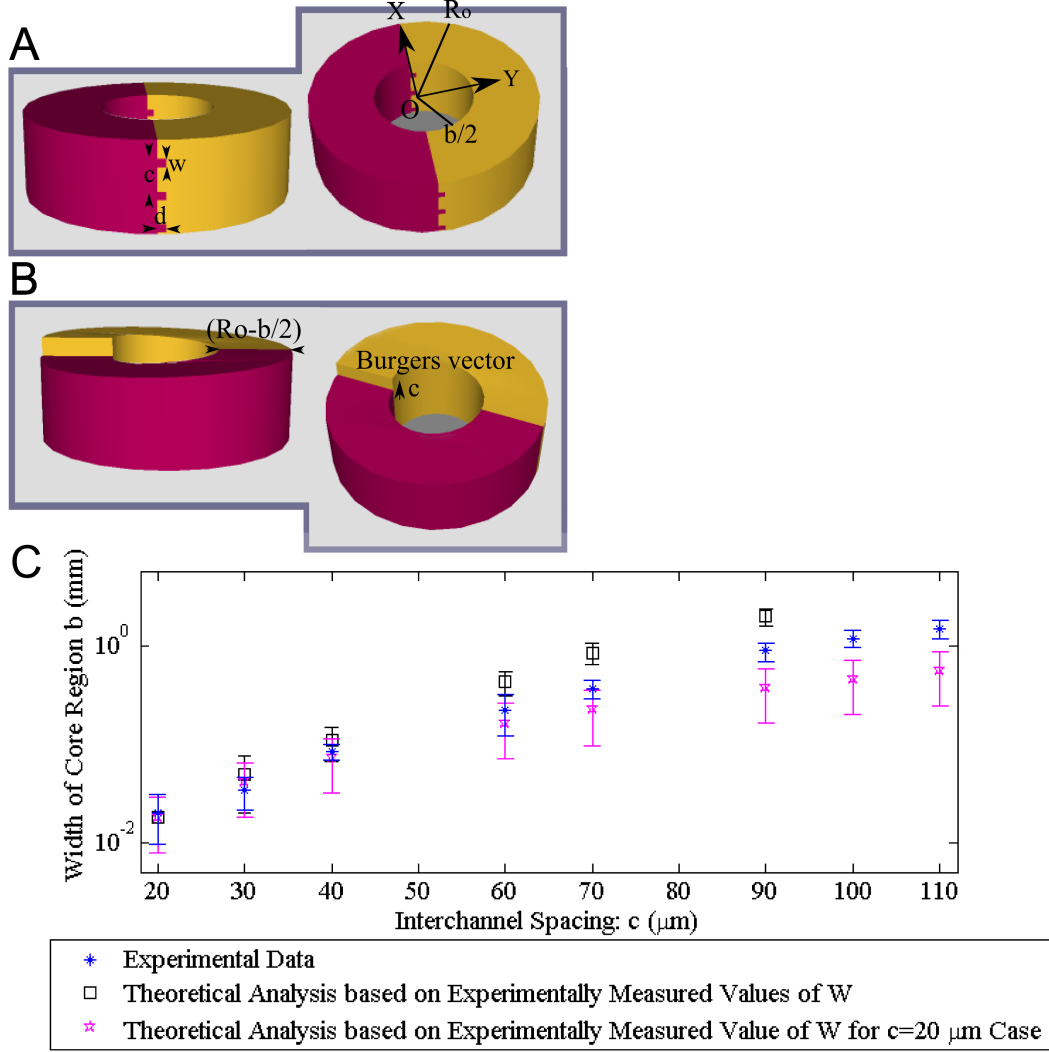 A
X
Ro
Y
O
b/2
c
w
d
B
(Ro-b/2)
Burgers vector
c
C
Width of Core Region b (mm)
10^0
10^-2
20 30 40 60 70 80 90 100 110
Interchannel Spacing: c (μm)
Experimental Data
Theoretical Analysis based on Experimentally Measured Values of W
Theoretical Analysis based on Experimentally Measured Value of W for c=20 μm Case